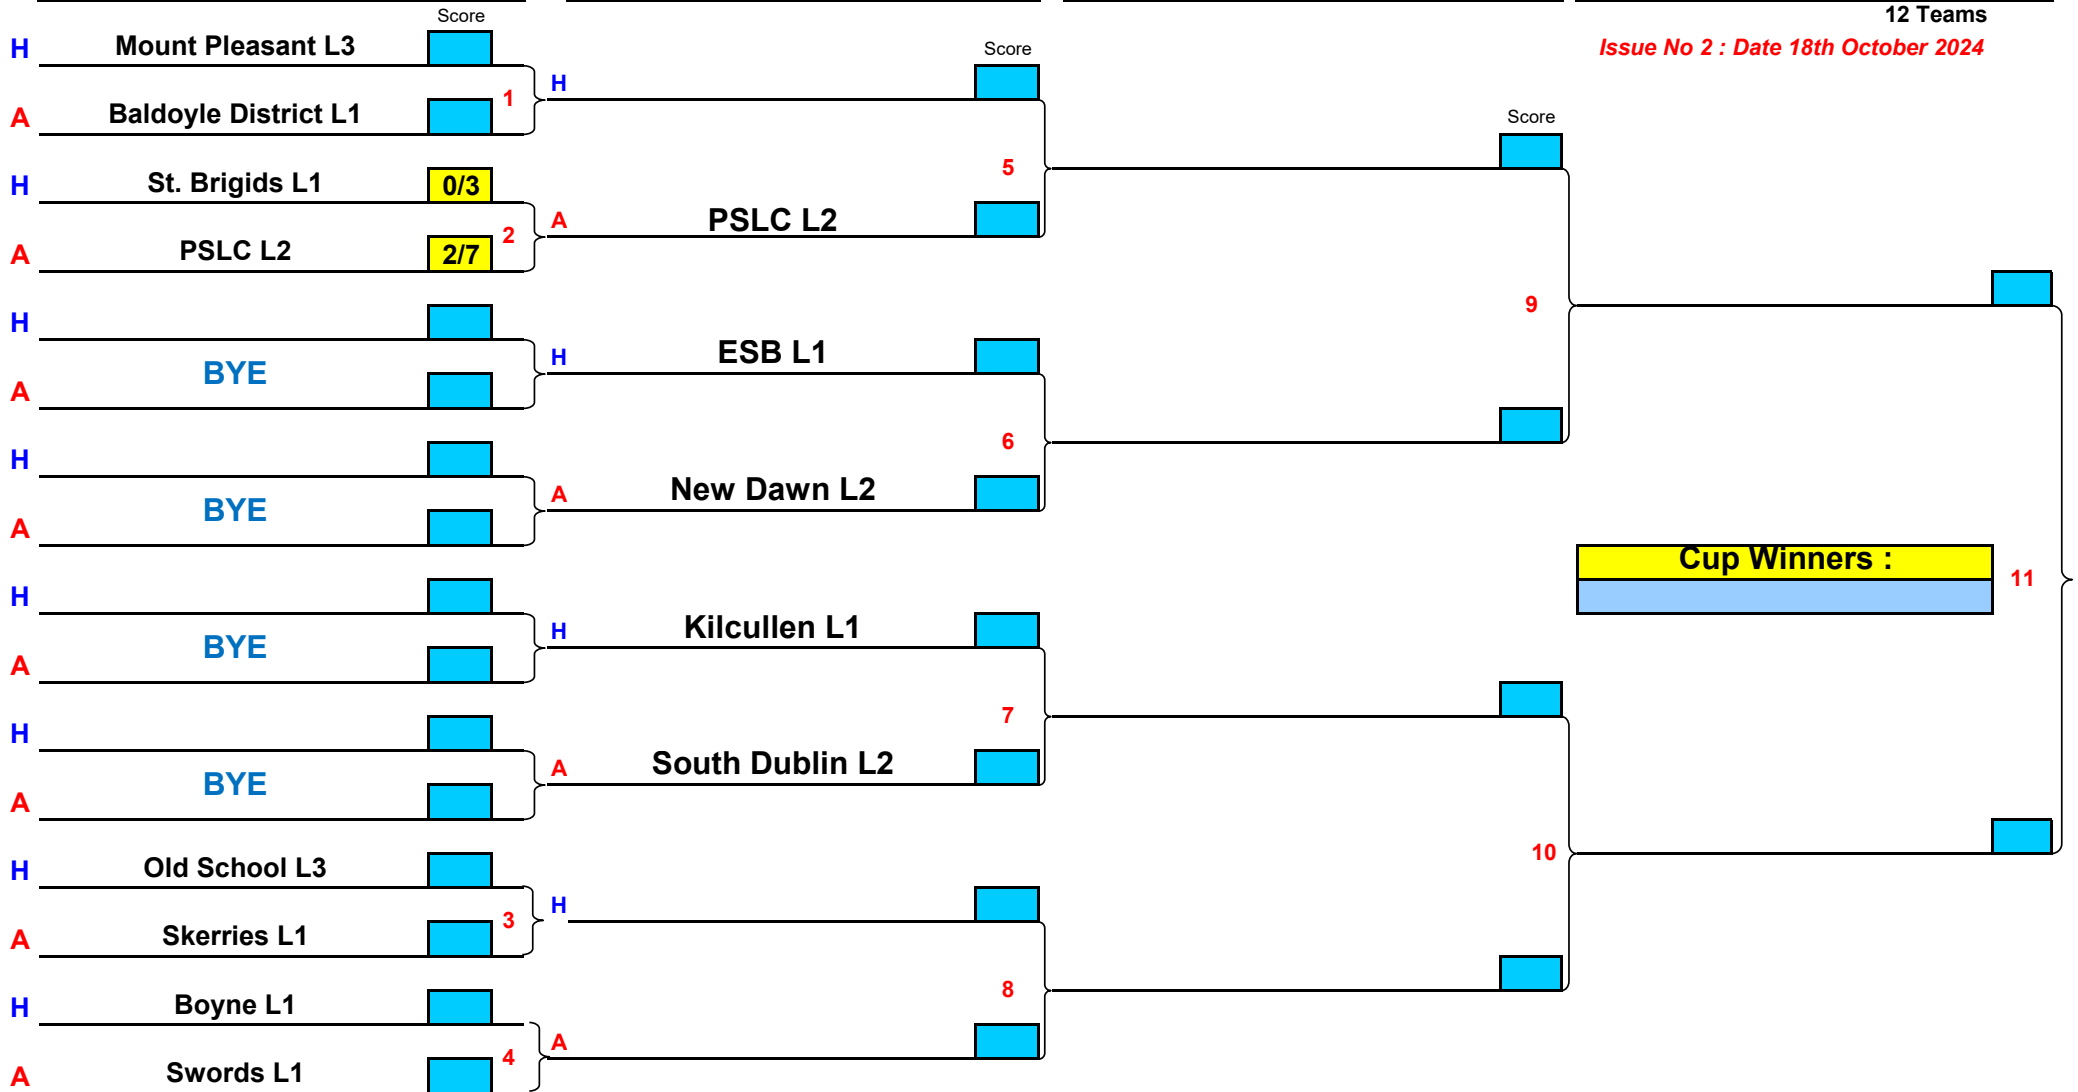 Score
12 Teams
H Mount Pleasant L3
Score
Issue No 2 : Date 18th October 2024
1
H
A Baldoyle District L1
Score
H St. Brigids L1 0/3
5
A PSLC L2
2
A PSLC L2 2/7
9
H
H ESB L1
BYE
A
6
H
A New Dawn L2
BYE
A
Cup Winners :
11
H
H Kilcullen L1
BYE
A
7
H
A South Dublin L2
BYE
A
10
H Old School L3
H
3
A Skerries L1
8
H Boyne L1
A
4
A Swords L1